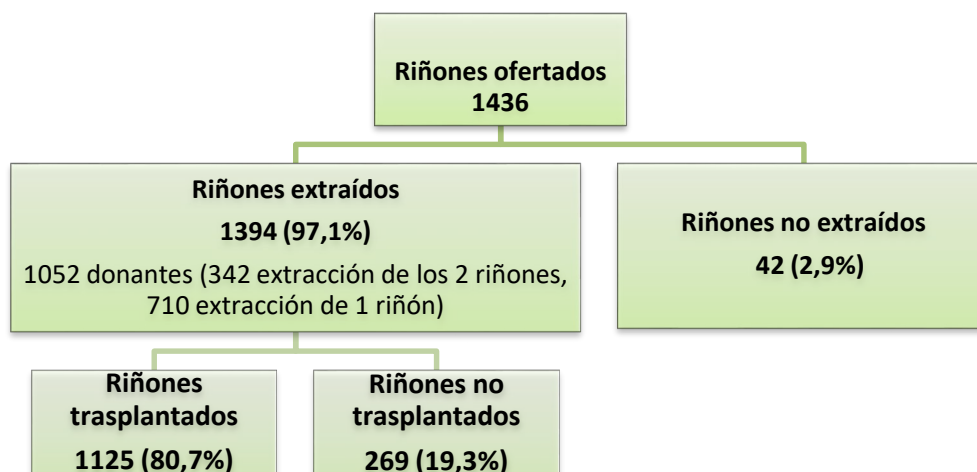 Riñones ofertados
1436
Riñones extraídos
1394 (97,1%)
1052 donantes (342 extracción de los 2 riñones,
710 extracción de 1 riñón)
Riñones no extraídos
42 (2,9%)
Riñones
trasplantados
1125 (80,7%)
Riñones no
trasplantados
269 (19,3%)